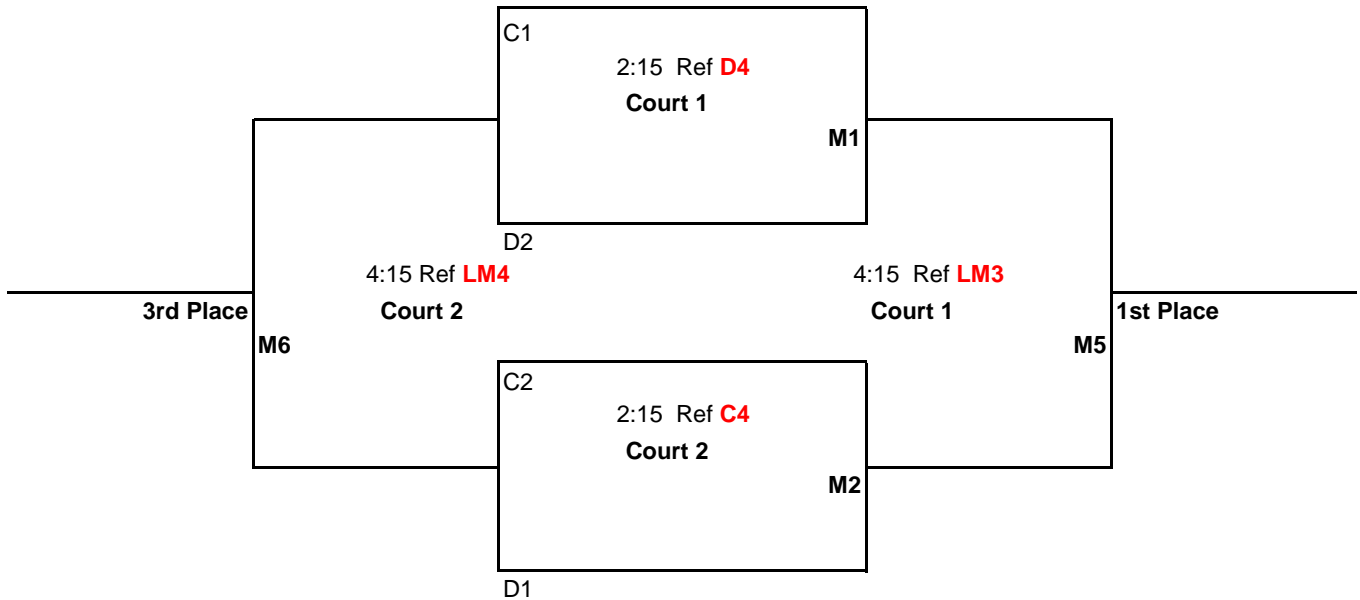 C1
2:15 Ref D4
Court 1
M1
D2
4:15 Ref LM4
4:15 Ref LM3
Court 2
Court 1
3rd Place
1st Place
M6
M5
C2
2:15 Ref C4
Court 2
M2
D1